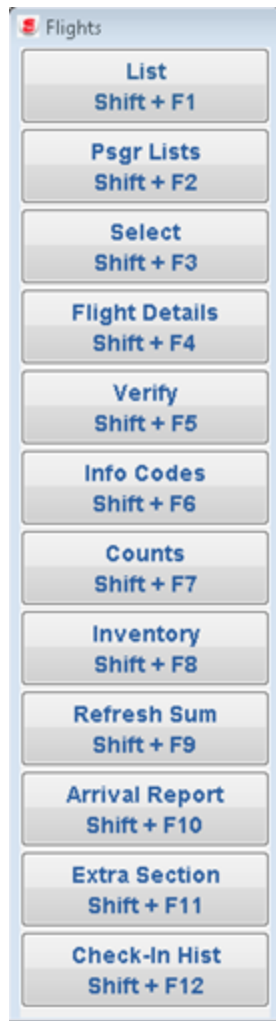 Flights
List
Shift + F1
Psgr Lists
Shift + F2
Select
Shift + F3
Flight Details
Shift + F4
Verify
Shift + F5
Info Codes
Shift + F6
Counts
Shift + F7
Inventory
Shift + F8
Refresh Sum
Shift + F9
Arrival Report
Shift + F10
Extra Section
Shift + F11
Check-In Hist
Shift + F12